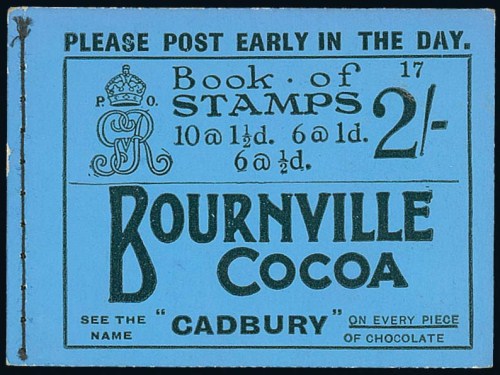 PLEASE POST EARLY IN THE DAY.
17
P. O.
GR
Book · of
STAMPS
10 @ 1½d. 6 @ 1d.
6 @ ½d.
2/-
BOURNVILLE
COCOA
SEE THE NAME "CADBURY" ON EVERY PIECE OF CHOCOLATE